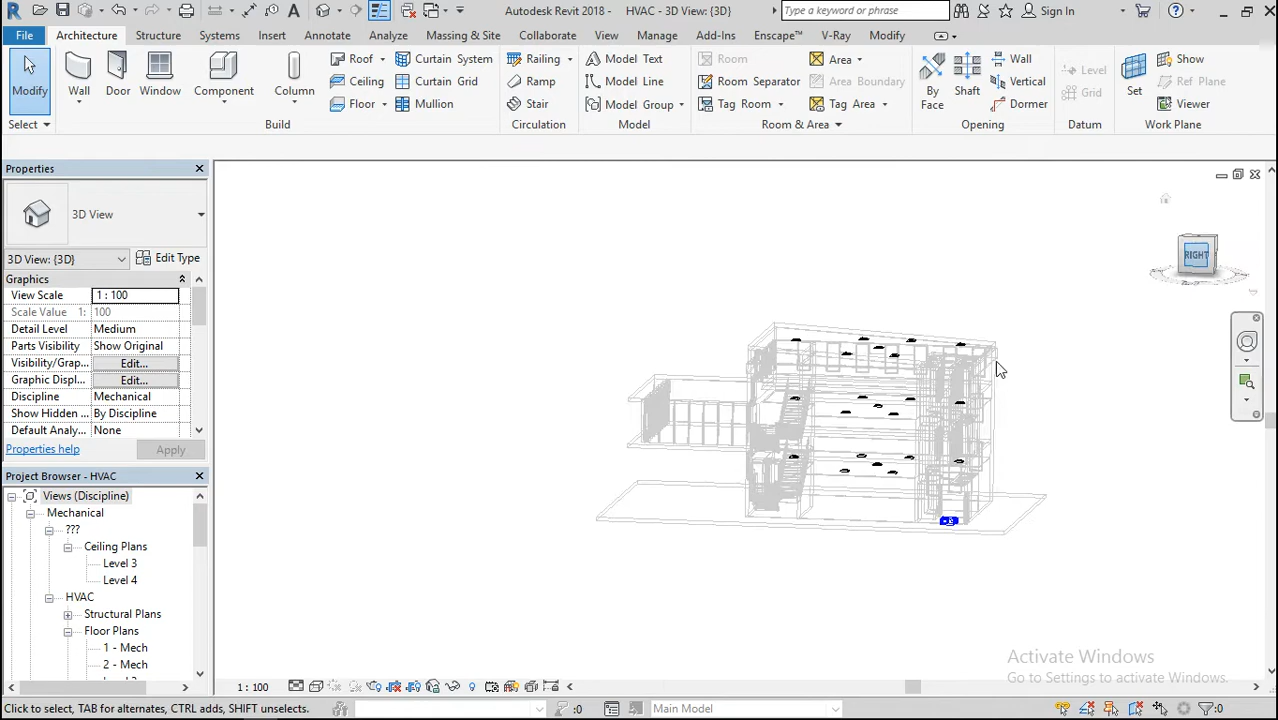 Autodesk Revit 2018 - HVAC - 3D View: {3D}
Type a keyword or phrase
Sign In
File
Architecture
Structure
Systems
Insert
Annotate
Analyze
Massing & Site
Collaborate
View
Manage
Add-Ins
Enscape™
V-Ray
Modify
Modify
Wall
Door
Window
Component
Column
Roof
Ceiling
Floor
Curtain System
Curtain Grid
Mullion
Railing
Ramp
Stair
Model Text
Model Line
Model Group
Room
Room Separator
Tag Room
Area
Area Boundary
Tag Area
By Face
Shaft
Wall
Vertical
Dormer
Level
Grid
Set
Show
Ref Plane
Viewer
Select
Build
Circulation
Model
Room & Area
Opening
Datum
Work Plane
Properties
3D View
3D View: {3D}
Edit Type
Graphics
View Scale 1 : 100
Scale Value 1: 100
Detail Level Medium
Parts Visibility Show Original
Visibility/Grap... Edit...
Graphic Displ... Edit...
Discipline Mechanical
Show Hidden ... By Discipline
Default Analy... None
Properties help
Apply
Project Browser - HVAC
Views (Discipline)
Mechanical
???
Ceiling Plans
Level 3
Level 4
HVAC
Structural Plans
Floor Plans
1 - Mech
2 - Mech
RIGHT
Activate Windows
Go to Settings to activate Windows.
1 : 100
Click to select, TAB for alternates, CTRL adds, SHIFT unselects.
:0
Main Model
:0